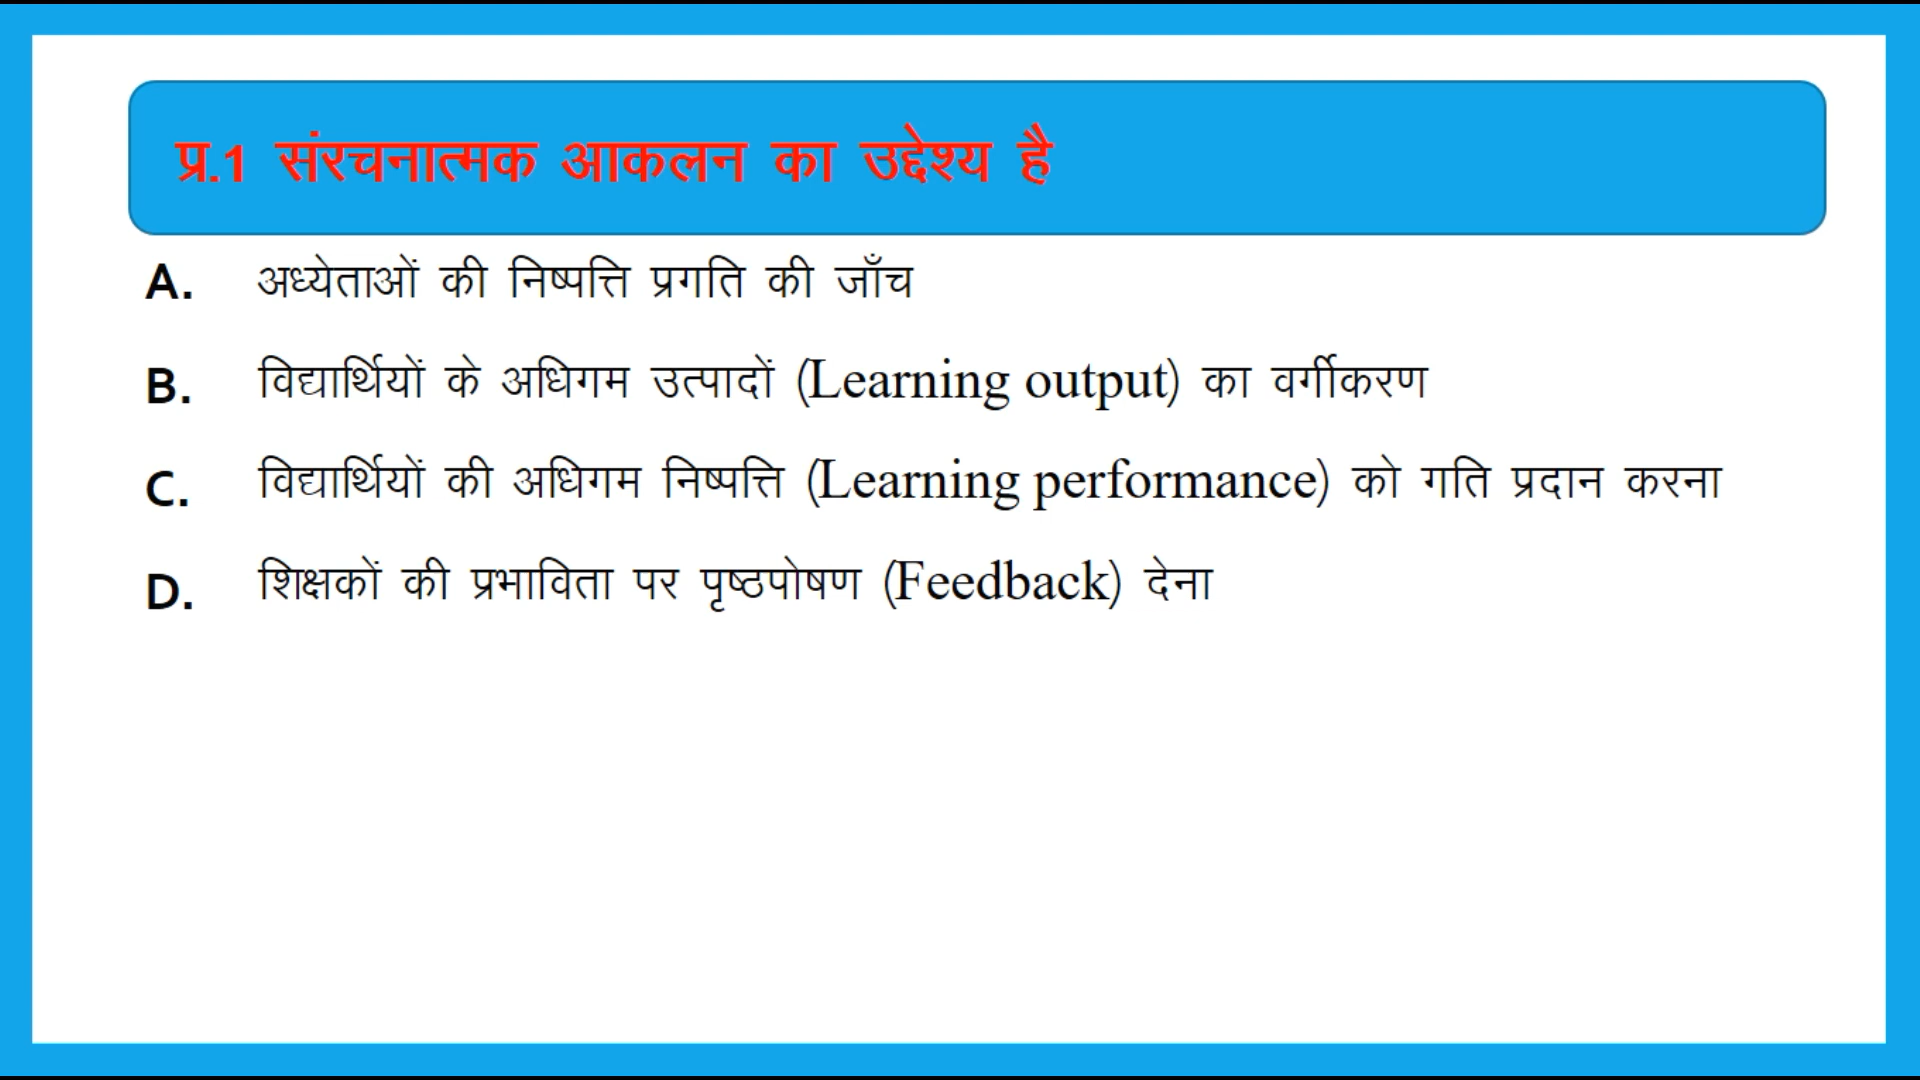 प्र.1 संरचनात्मक आकलन का उद्देश्य है
A. अध्येताओं की निष्पत्ति प्रगति की जाँच
B. विद्यार्थियों के अधिगम उत्पादों (Learning output) का वर्गीकरण
C. विद्यार्थियों की अधिगम निष्पत्ति (Learning performance) को गति प्रदान करना
D. शिक्षकों की प्रभाविता पर पृष्ठपोषण (Feedback) देना